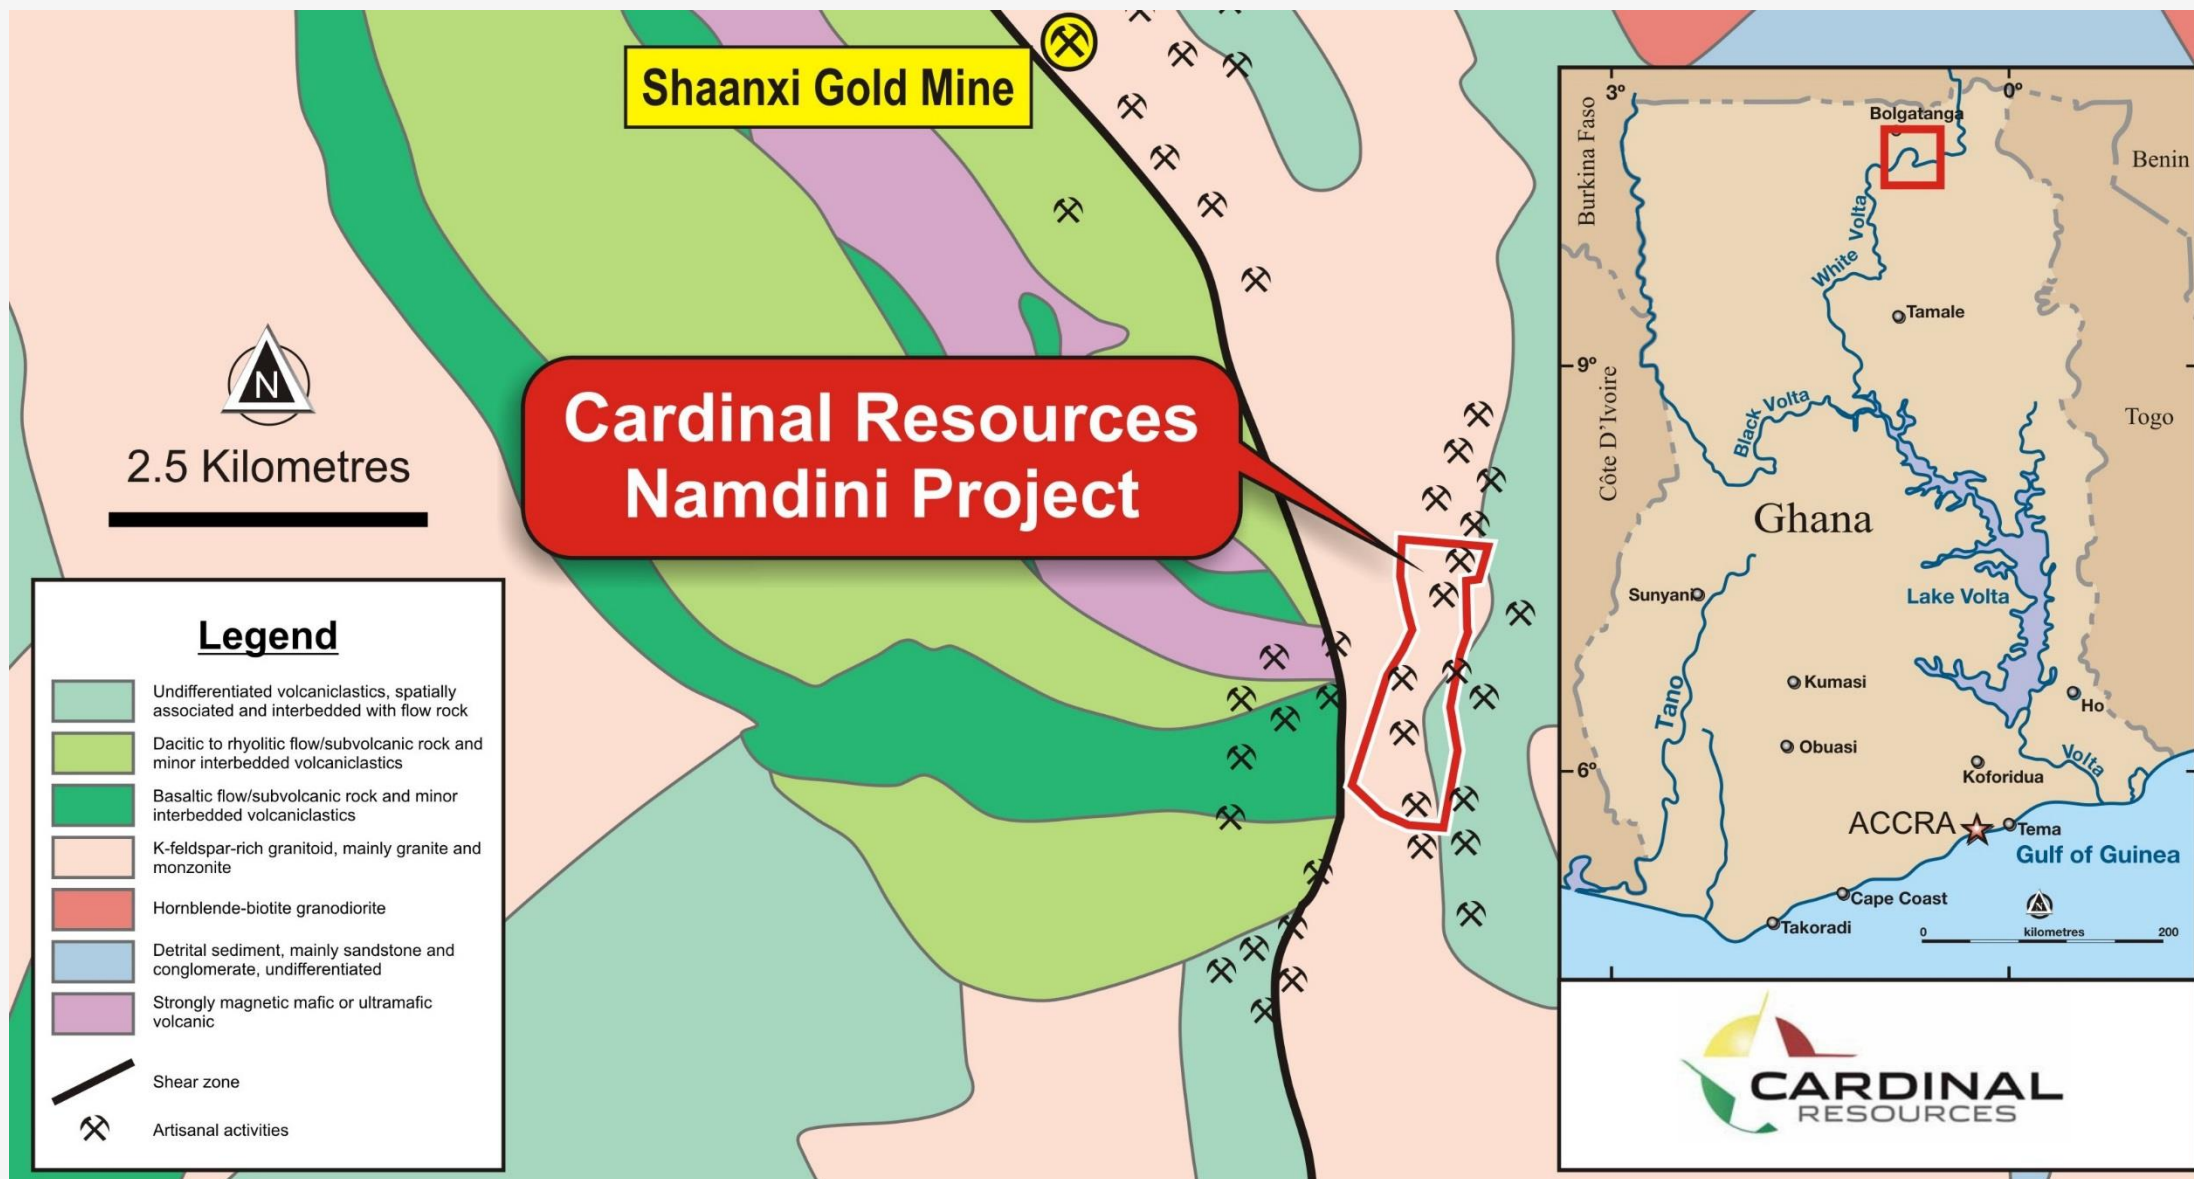 Shaanxi Gold Mine
Cardinal Resources
Namdini Project
N
2.5 Kilometres
Legend
Undifferentiated volcaniclastics, spatially
associated and interbedded with flow rock
Dacitic to rhyolitic flow/subvolcanic rock and
minor interbedded volcaniclastics
Basaltic flow/subvolcanic rock and minor
interbedded volcaniclastics
K-feldspar-rich granitoid, mainly granite and
monzonite
Hornblende-biotite granodiorite
Detrital sediment, mainly sandstone and
conglomerate, undifferentiated
Strongly magnetic mafic or ultramafic
volcanic
Shear zone
Artisanal activities
3°
0°
Burkina Faso
Bolgatanga
Benin
White Volta
Tamale
9°
Côte D'Ivoire
Black Volta
Togo
Ghana
Sunyani
Lake Volta
Tano
Kumasi
Ho
Obuasi
Volta
6°
Koforidua
ACCRA
Tema
Gulf of Guinea
Cape Coast
Takoradi
N
0 kilometres 200
CARDINAL
RESOURCES